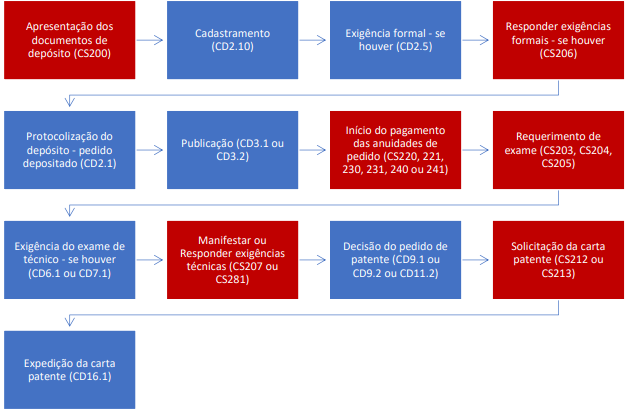 Apresentação dos
documentos de
depósito (CS200)
Cadastramento
(CD2.10)
Exigência formal - se
houver (CD2.5)
Responder exigências
formais - se houver
(CS206)
Protocolização do
depósito - pedido
depositado (CD2.1)
Publicação (CD3.1 ou
CD3.2)
Início do pagamento
das anuidades de
pedido (CS220, 221,
230, 231, 240 ou 241)
Requerimento de
exame (CS203, CS204,
CS205)
Exigência do exame de
técnico - se houver
(CD6.1 ou CD7.1)
Manifestar ou
Responder exigências
técnicas (CS207 ou
CS281)
Decisão do pedido de
patente (CD9.1 ou
CD9.2 ou CD11.2)
Solicitação da carta
patente (CS212 ou
CS213)
Expedição da carta
patente (CD16.1)